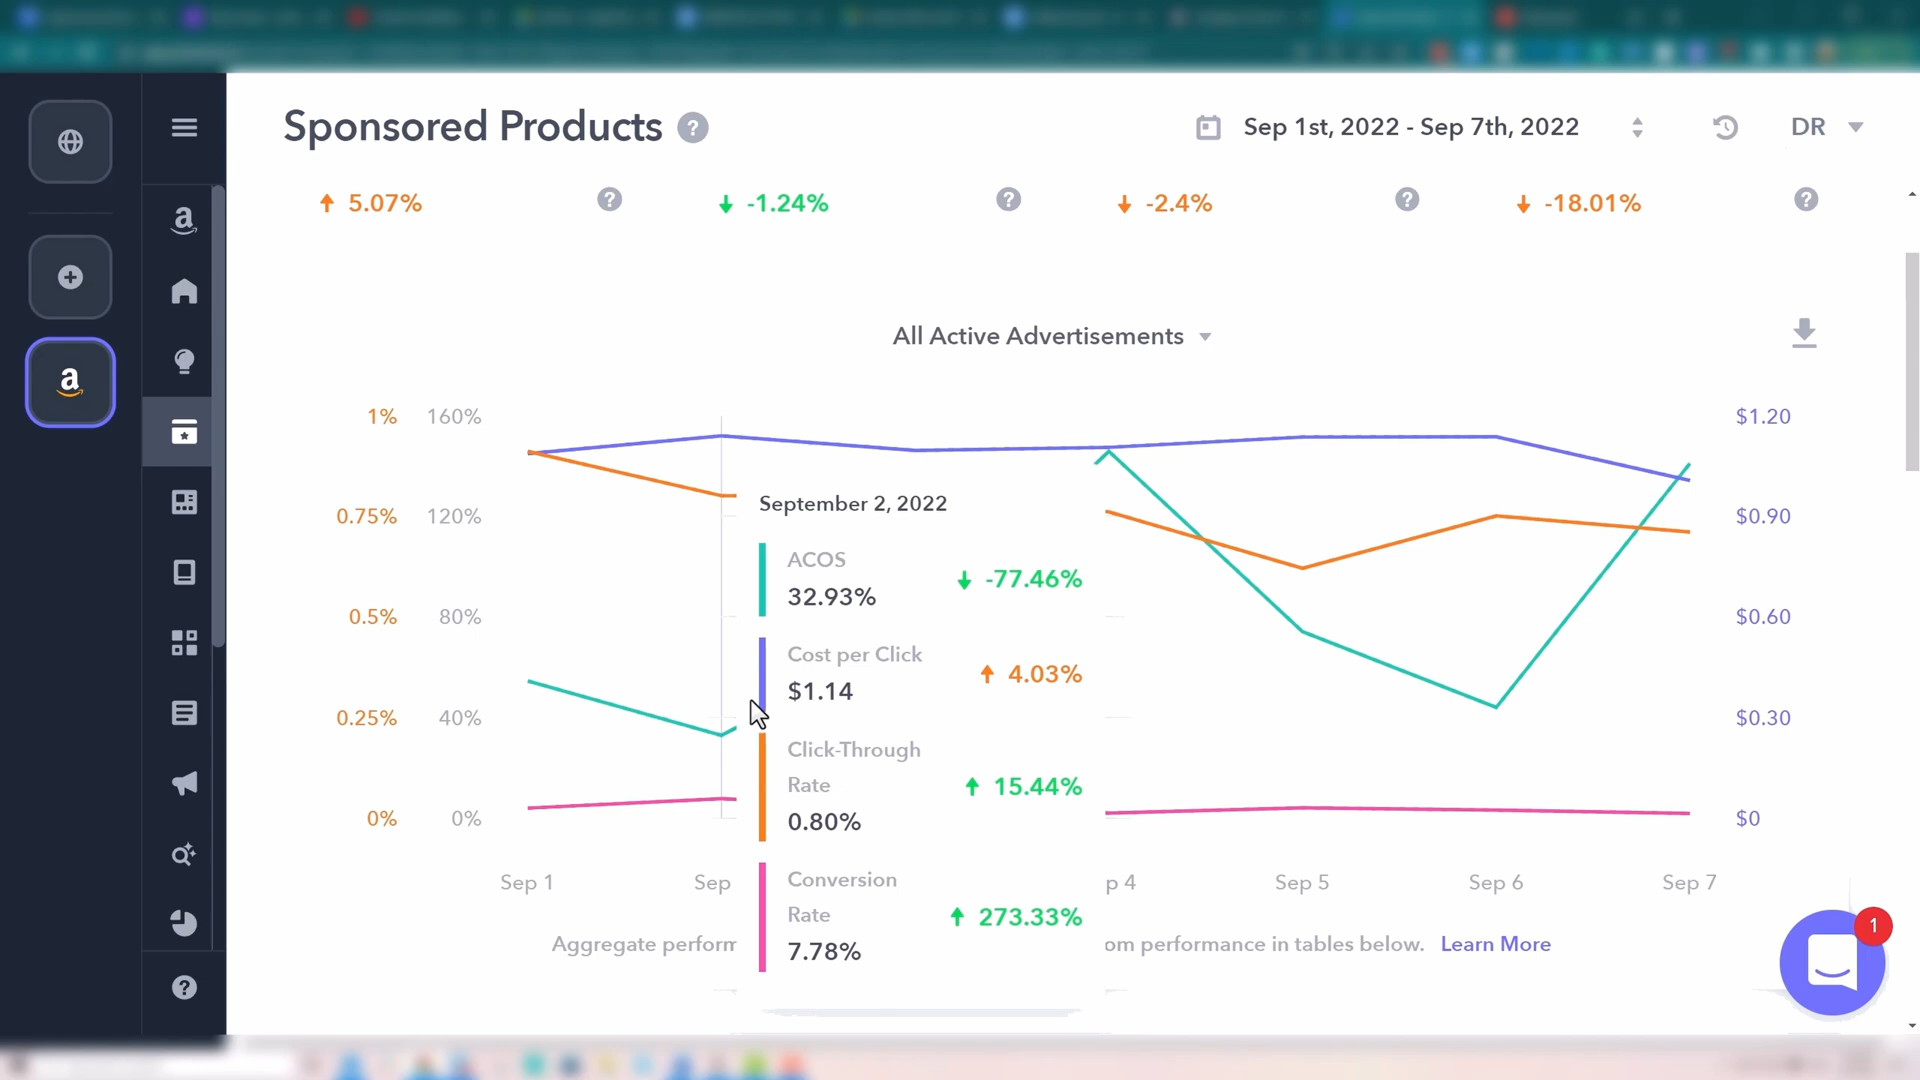 Sponsored Products ?
Sep 1st, 2022 - Sep 7th, 2022
DR
5.07% ?
-1.24% ?
-2.4% ?
-18.01% ?
All Active Advertisements
1% 160% $1.20
0.75% 120% $0.90
0.5% 80% $0.60
0.25% 40% $0.30
0% 0% $0
September 2, 2022
ACOS
32.93% -77.46%
Cost per Click
$1.14 4.03%
Click-Through
Rate
0.80% 15.44%
Conversion
Rate
7.78% 273.33%
Sep 1 Sep p 4 Sep 5 Sep 6 Sep 7
Aggregate perform om performance in tables below. Learn More
1
a
a
?